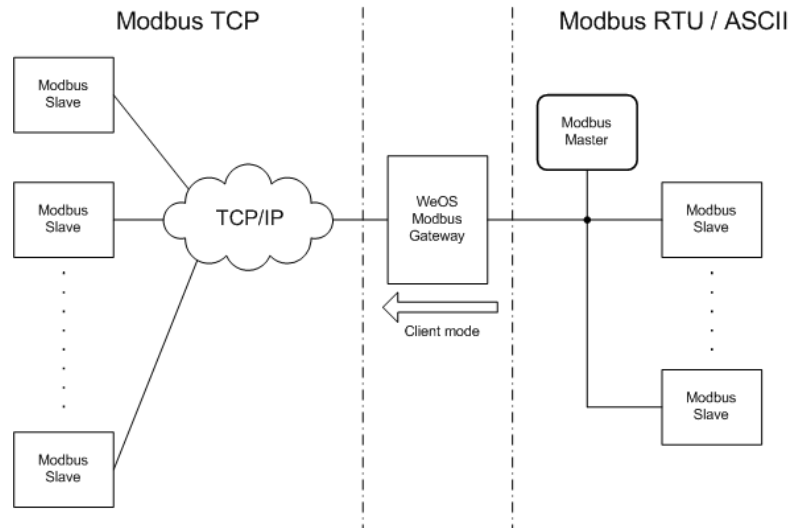 Modbus TCP
Modbus RTU / ASCII
Modbus
Slave
Modbus
Master
Modbus
Slave
TCP/IP
WeOS
Modbus
Gateway
Modbus
Slave
Client mode
Modbus
Slave
Modbus
Slave